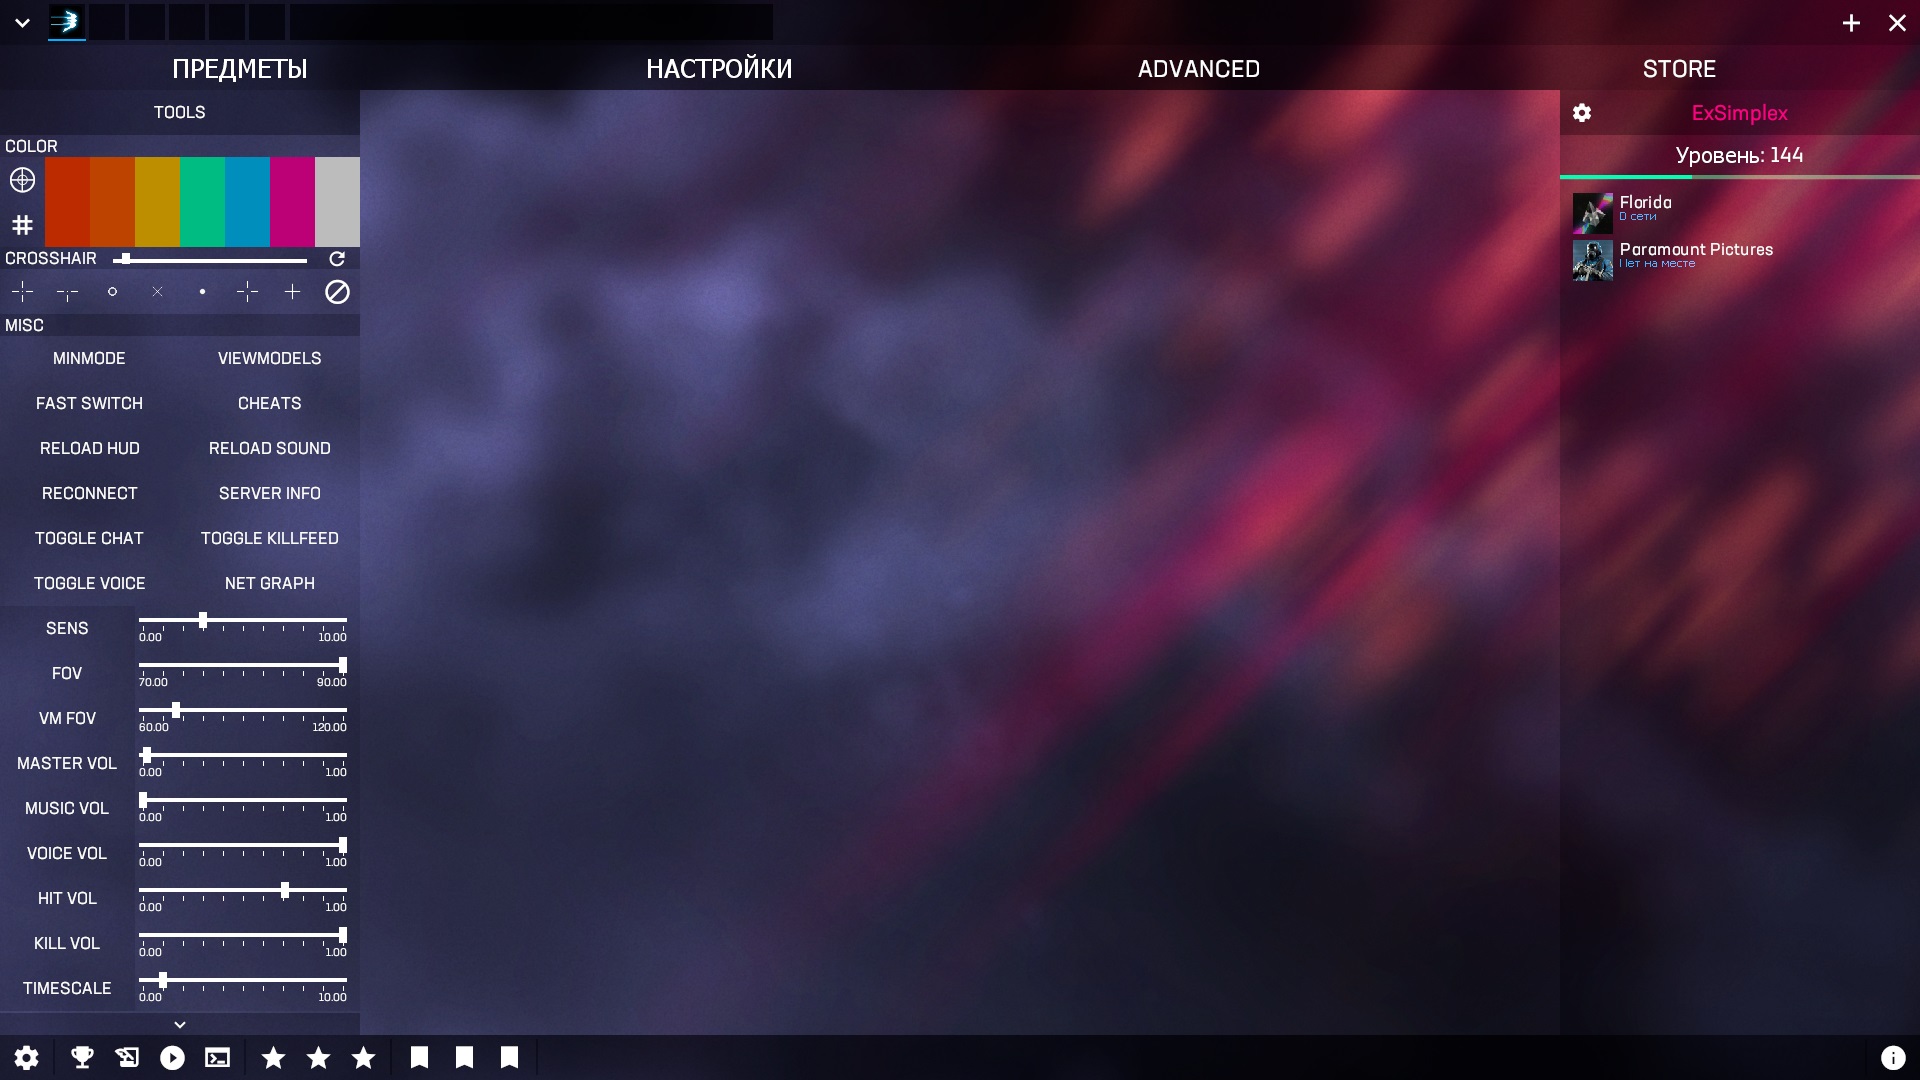 ПРЕДМЕТЫ НАСТРОЙКИ ADVANCED STORE
TOOLS
COLOR
CROSSHAIR
MISC
MINMODE VIEWMODELS
FAST SWITCH CHEATS
RELOAD HUD RELOAD SOUND
RECONNECT SERVER INFO
TOGGLE CHAT TOGGLE KILLFEED
TOGGLE VOICE NET GRAPH
SENS 0.00 10.00
FOV 70.00 90.00
VM FOV 60.00 120.00
MASTER VOL 0.00 1.00
MUSIC VOL 0.00 1.00
VOICE VOL 0.00 1.00
HIT VOL 0.00 1.00
KILL VOL 0.00 1.00
TIMESCALE 0.00 10.00
ExSimplex
Уровень: 144
Florida
В сети
Paramount Pictures
Нет на месте